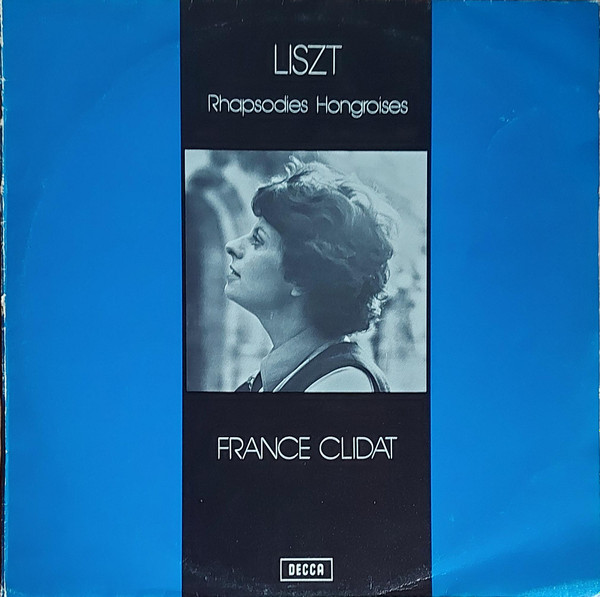 LISZT
Rhapsodies Hongroises
FRANCE CLIDAT
DECCA